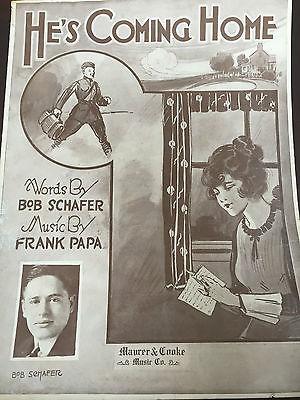 HE'S COMING HOME
Words By
BOB SCHAFER
Music By
FRANK PAPA.
Maurer & Cooke
Music Co.
BOB SCHAFER